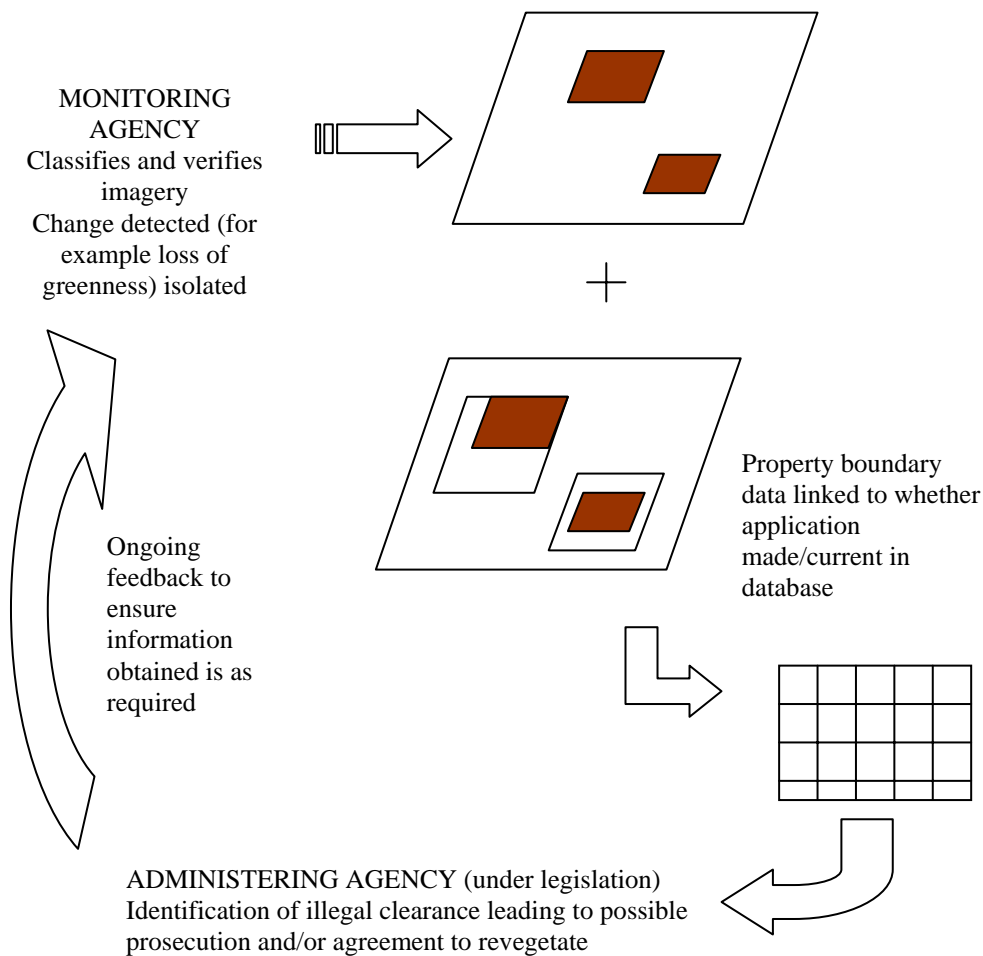 MONITORING
AGENCY
Classifies and verifies
imagery
Change detected (for
example loss of
greenness) isolated
Property boundary
data linked to whether
application
made/current in
database
Ongoing
feedback to
ensure
information
obtained is as
required
ADMINISTERING AGENCY (under legislation)
Identification of illegal clearance leading to possible
prosecution and/or agreement to revegetate